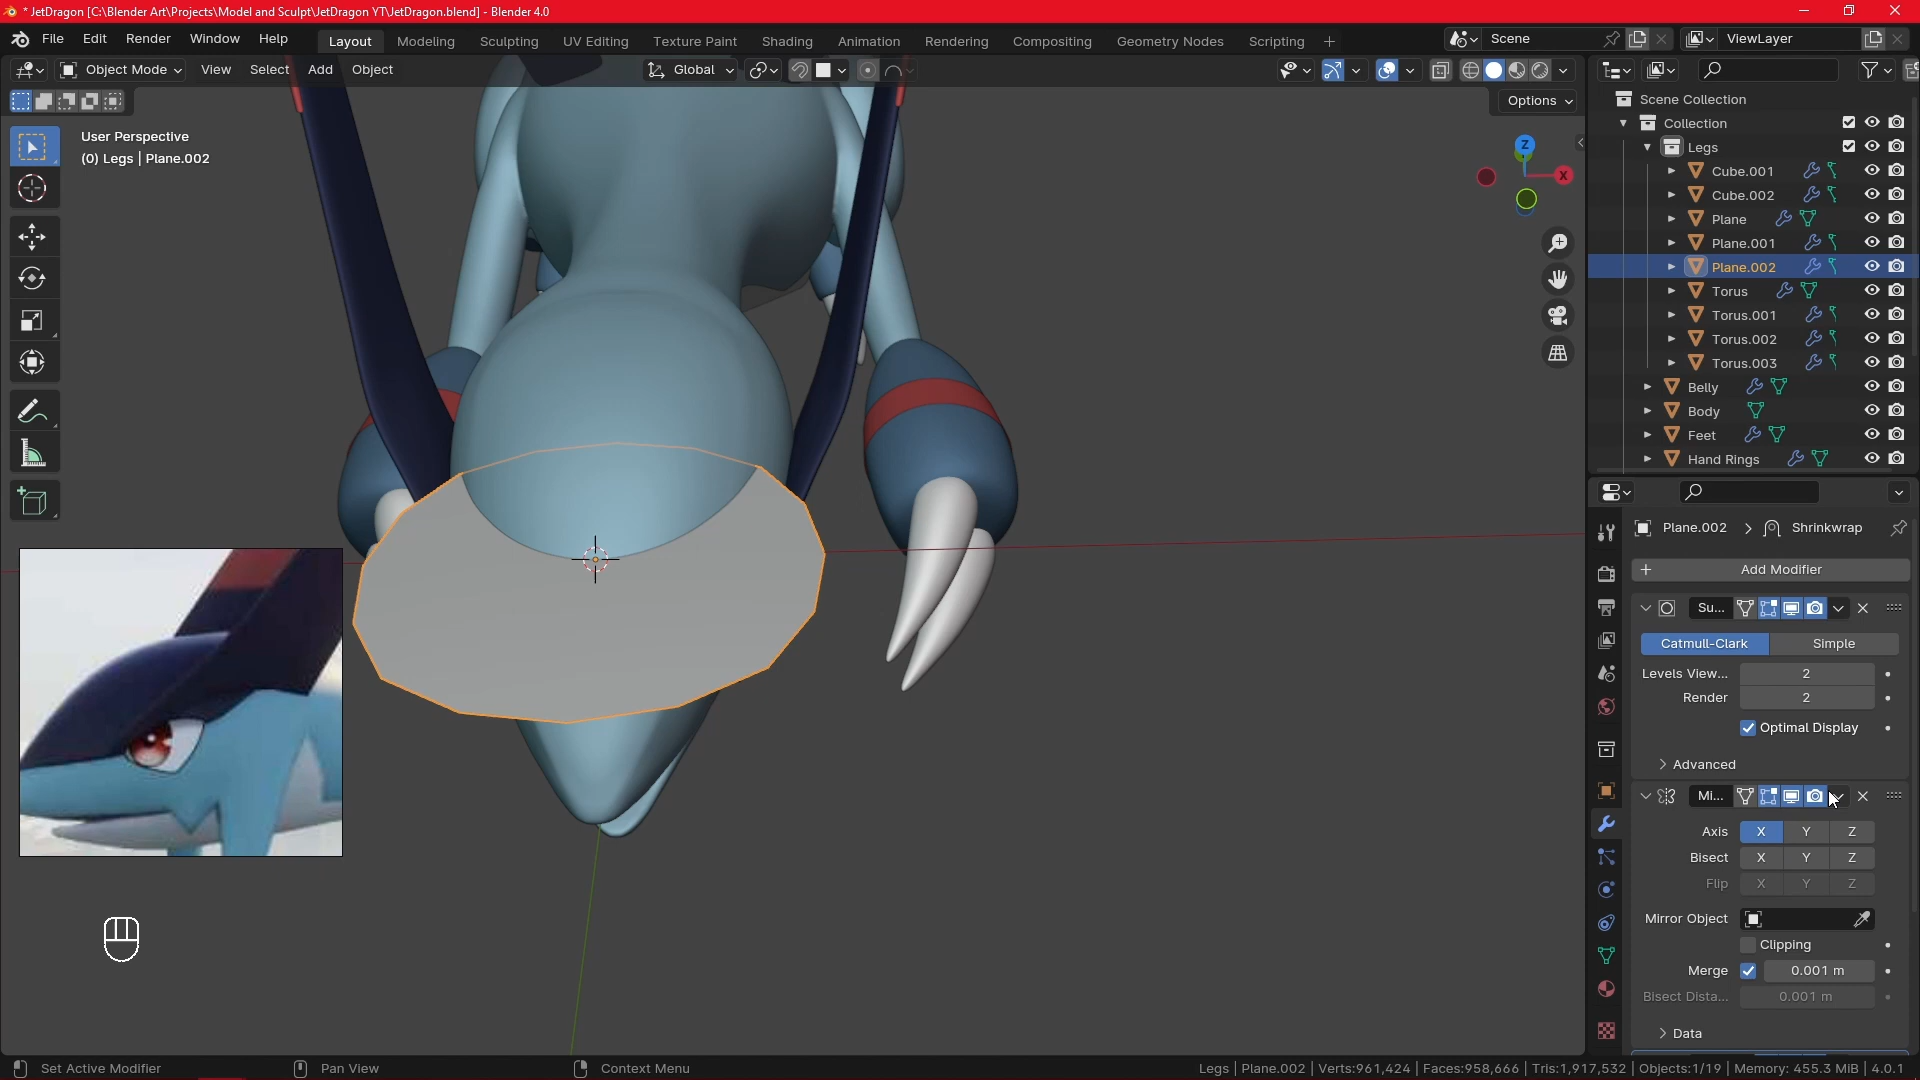 * JetDragon [C:\Blender Art\Projects\Model and Sculpt\JetDragon YT\JetDragon.blend] - Blender 4.0
File Edit Render Window Help Layout Modeling Sculpting UV Editing Texture Paint Shading Animation Rendering Compositing Geometry Nodes Scripting + Scene ViewLayer
Object Mode View Select Add Object Global
Options
User Perspective
(0) Legs | Plane.002
Z
X
Scene Collection
Collection
Legs
Cube.001
Cube.002
Plane
Plane.001
Plane.002
Torus
Torus.001
Torus.002
Torus.003
Belly
Body
Feet
Hand Rings
Plane.002 > Shrinkwrap
+ Add Modifier
Su...
Catmull-Clark Simple
Levels View... 2
Render 2
Optimal Display
Advanced
Mi...
Axis X Y Z
Bisect X Y Z
Flip X Y Z
Mirror Object
Clipping
Merge 0.001 m
Bisect Dista... 0.001 m
Data
Set Active Modifier Pan View Context Menu Legs | Plane.002 | Verts:961,424 | Faces:958,666 | Tris:1,917,532 | Objects:1/19 | Memory: 455.3 MiB | 4.0.1